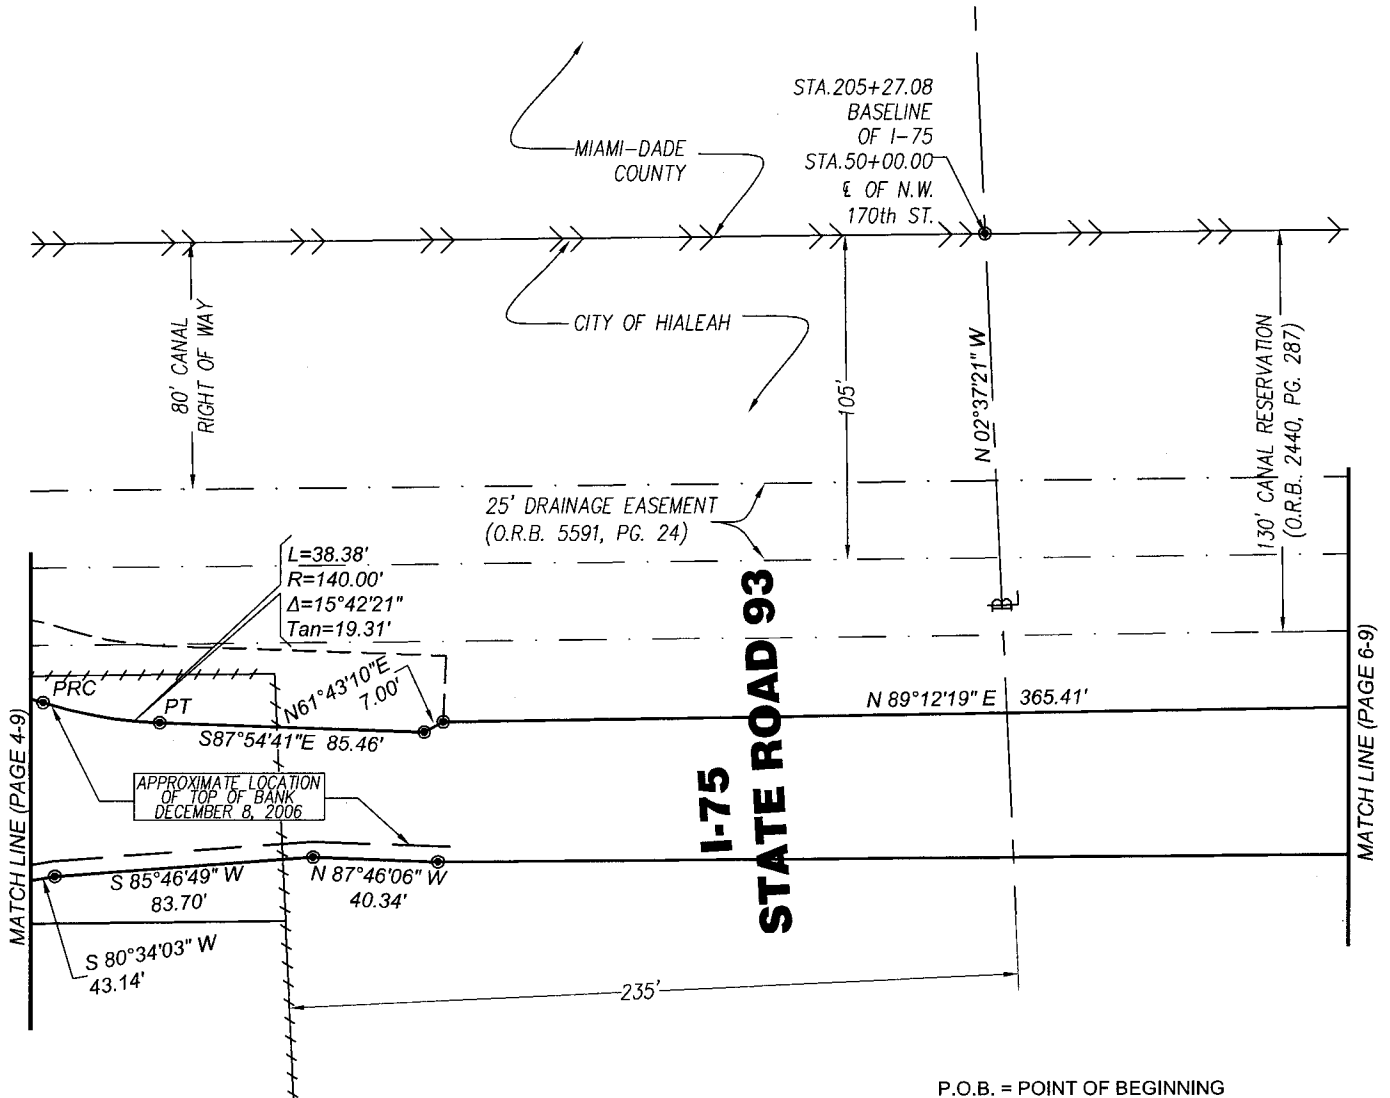 STA.205+27.08
BASELINE
OF I-75
STA.50+00.00
℄ OF N.W.
170th ST.
MIAMI-DADE
COUNTY
CITY OF HIALEAH
80' CANAL
RIGHT OF WAY
105'
N 02°37'21" W
130' CANAL RESERVATION
(O.R.B. 2440, PG. 287)
25' DRAINAGE EASEMENT
(O.R.B. 5591, PG. 24)
L=38.38'
R=140.00'
Δ=15°42'21"
Tan=19.31'
PRC
PT
N61°43'10"E
7.00'
S87°54'41"E 85.46'
N 89°12'19" E 365.41'
BL
I-75
STATE ROAD 93
APPROXIMATE LOCATION
OF TOP OF BANK
DECEMBER 8, 2006
S 85°46'49" W
83.70'
N 87°46'06" W
40.34'
S 80°34'03" W
43.14'
235'
MATCH LINE (PAGE 4-9)
MATCH LINE (PAGE 6-9)
P.O.B. = POINT OF BEGINNING